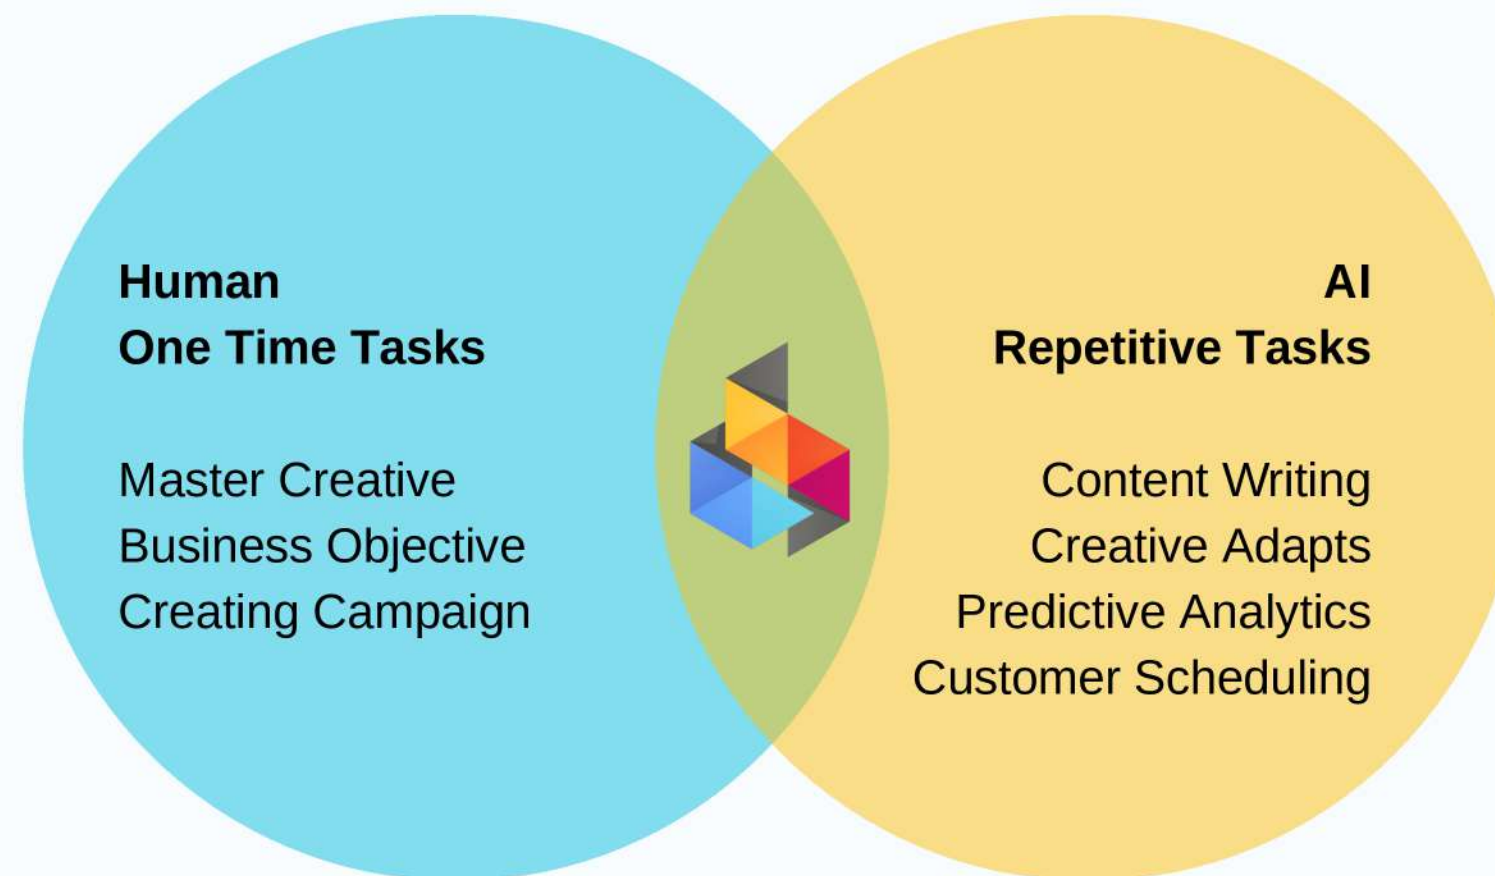 Human
One Time Tasks
Master Creative
Business Objective
Creating Campaign
AI
Repetitive Tasks
Content Writing
Creative Adapts
Predictive Analytics
Customer Scheduling